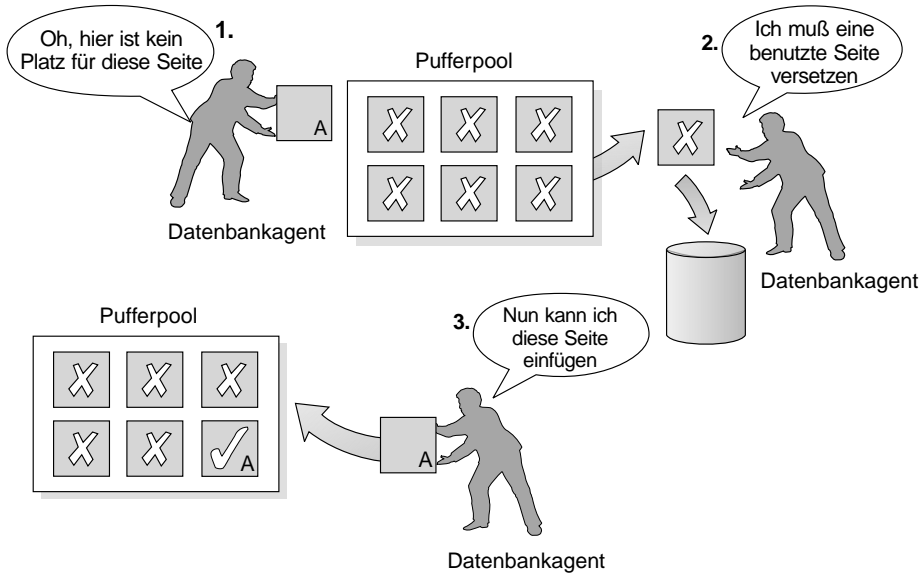 1.
Oh, hier ist kein
Platz für diese Seite
A
Datenbankagent
Pufferpool
X X X
X X X
2.
Ich muß eine
benutzte Seite
versetzen
X
Datenbankagent
Pufferpool
X X X
X X
A
3.
Nun kann ich
diese Seite
einfügen
A
Datenbankagent